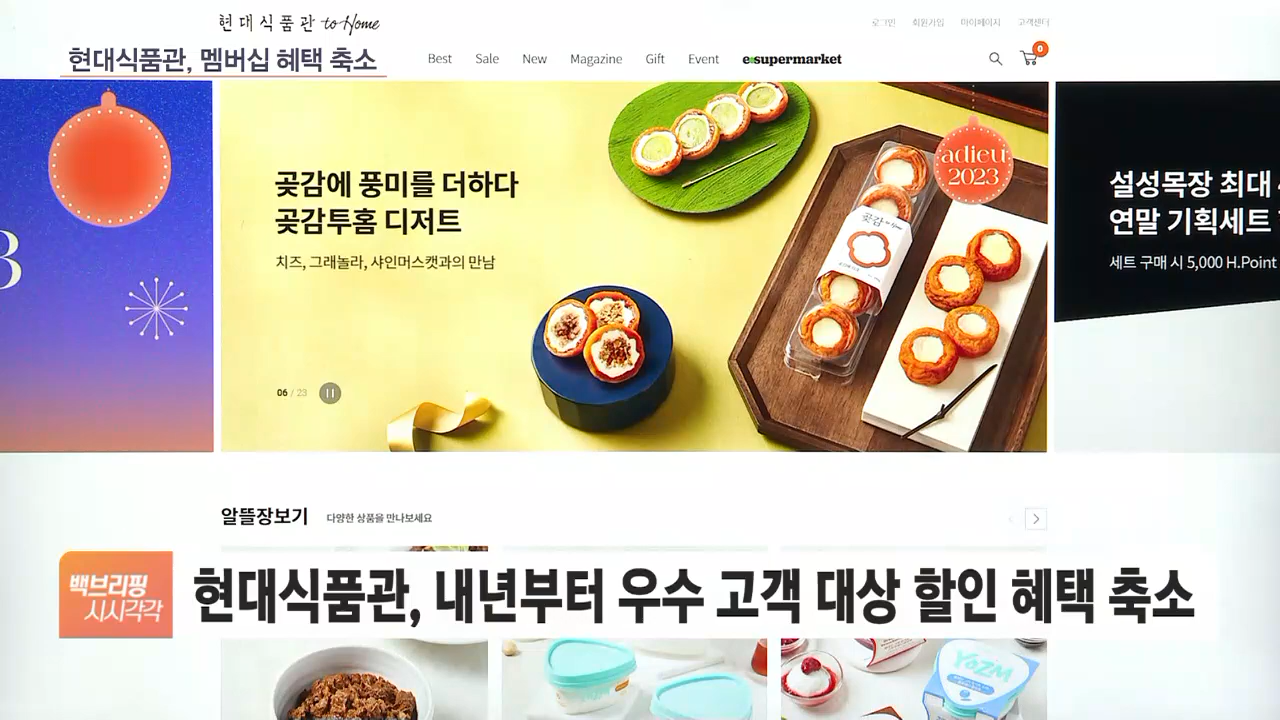 현대식품관 to Home
로그인 회원가입 마이페이지 고객센터
현대식품관, 멤버십 혜택 축소
Best Sale New Magazine Gift Event e-supermarket
0
adieu
2023
곶감에 풍미를 더하다
곶감투홈 디저트
치즈, 그래놀라, 샤인머스캣과의 만남
곶감
06 / 23
설성목장 최대
연말 기획세트
세트 구매 시 5,000 H.Point
3
알뜰장보기 다양한 상품을 만나보세요
백브리핑
시시각각
현대식품관, 내년부터 우수 고객 대상 할인 혜택 축소
YOZM
YOZM